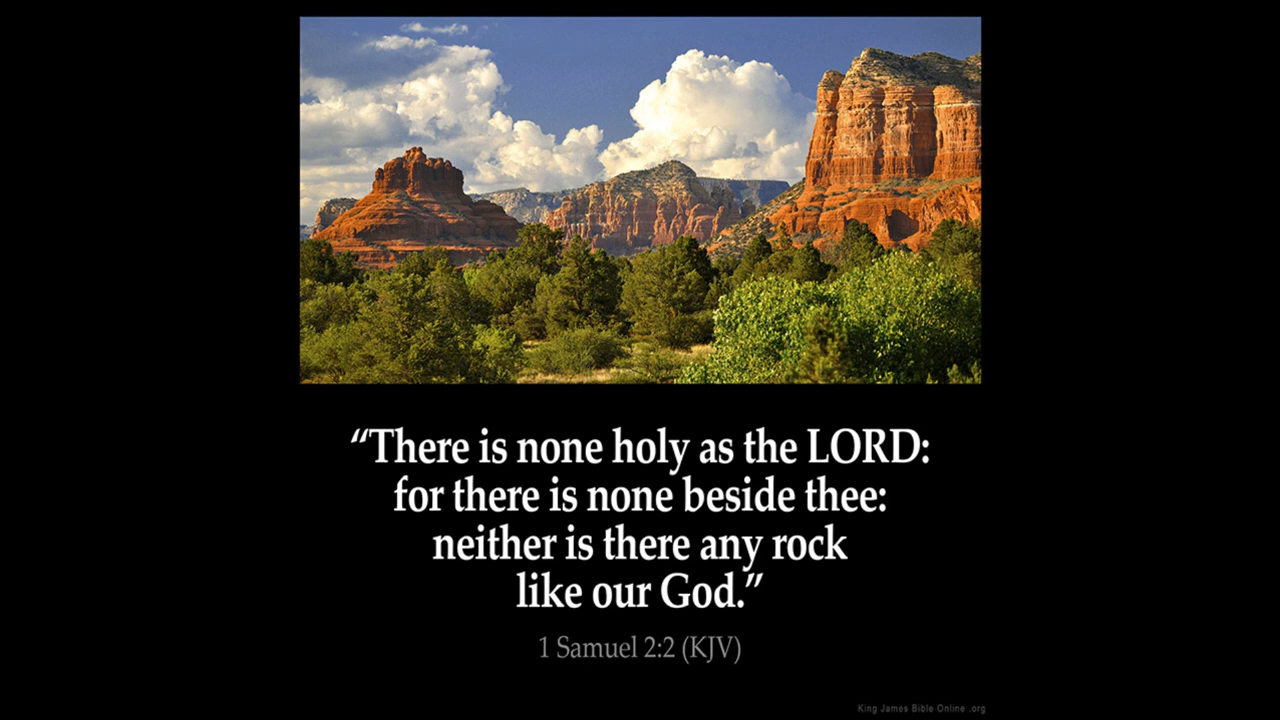 “There is none holy as the LORD:
for there is none beside thee:
neither is there any rock
like our God.”
1 Samuel 2:2 (KJV)
King James Bible Online .org